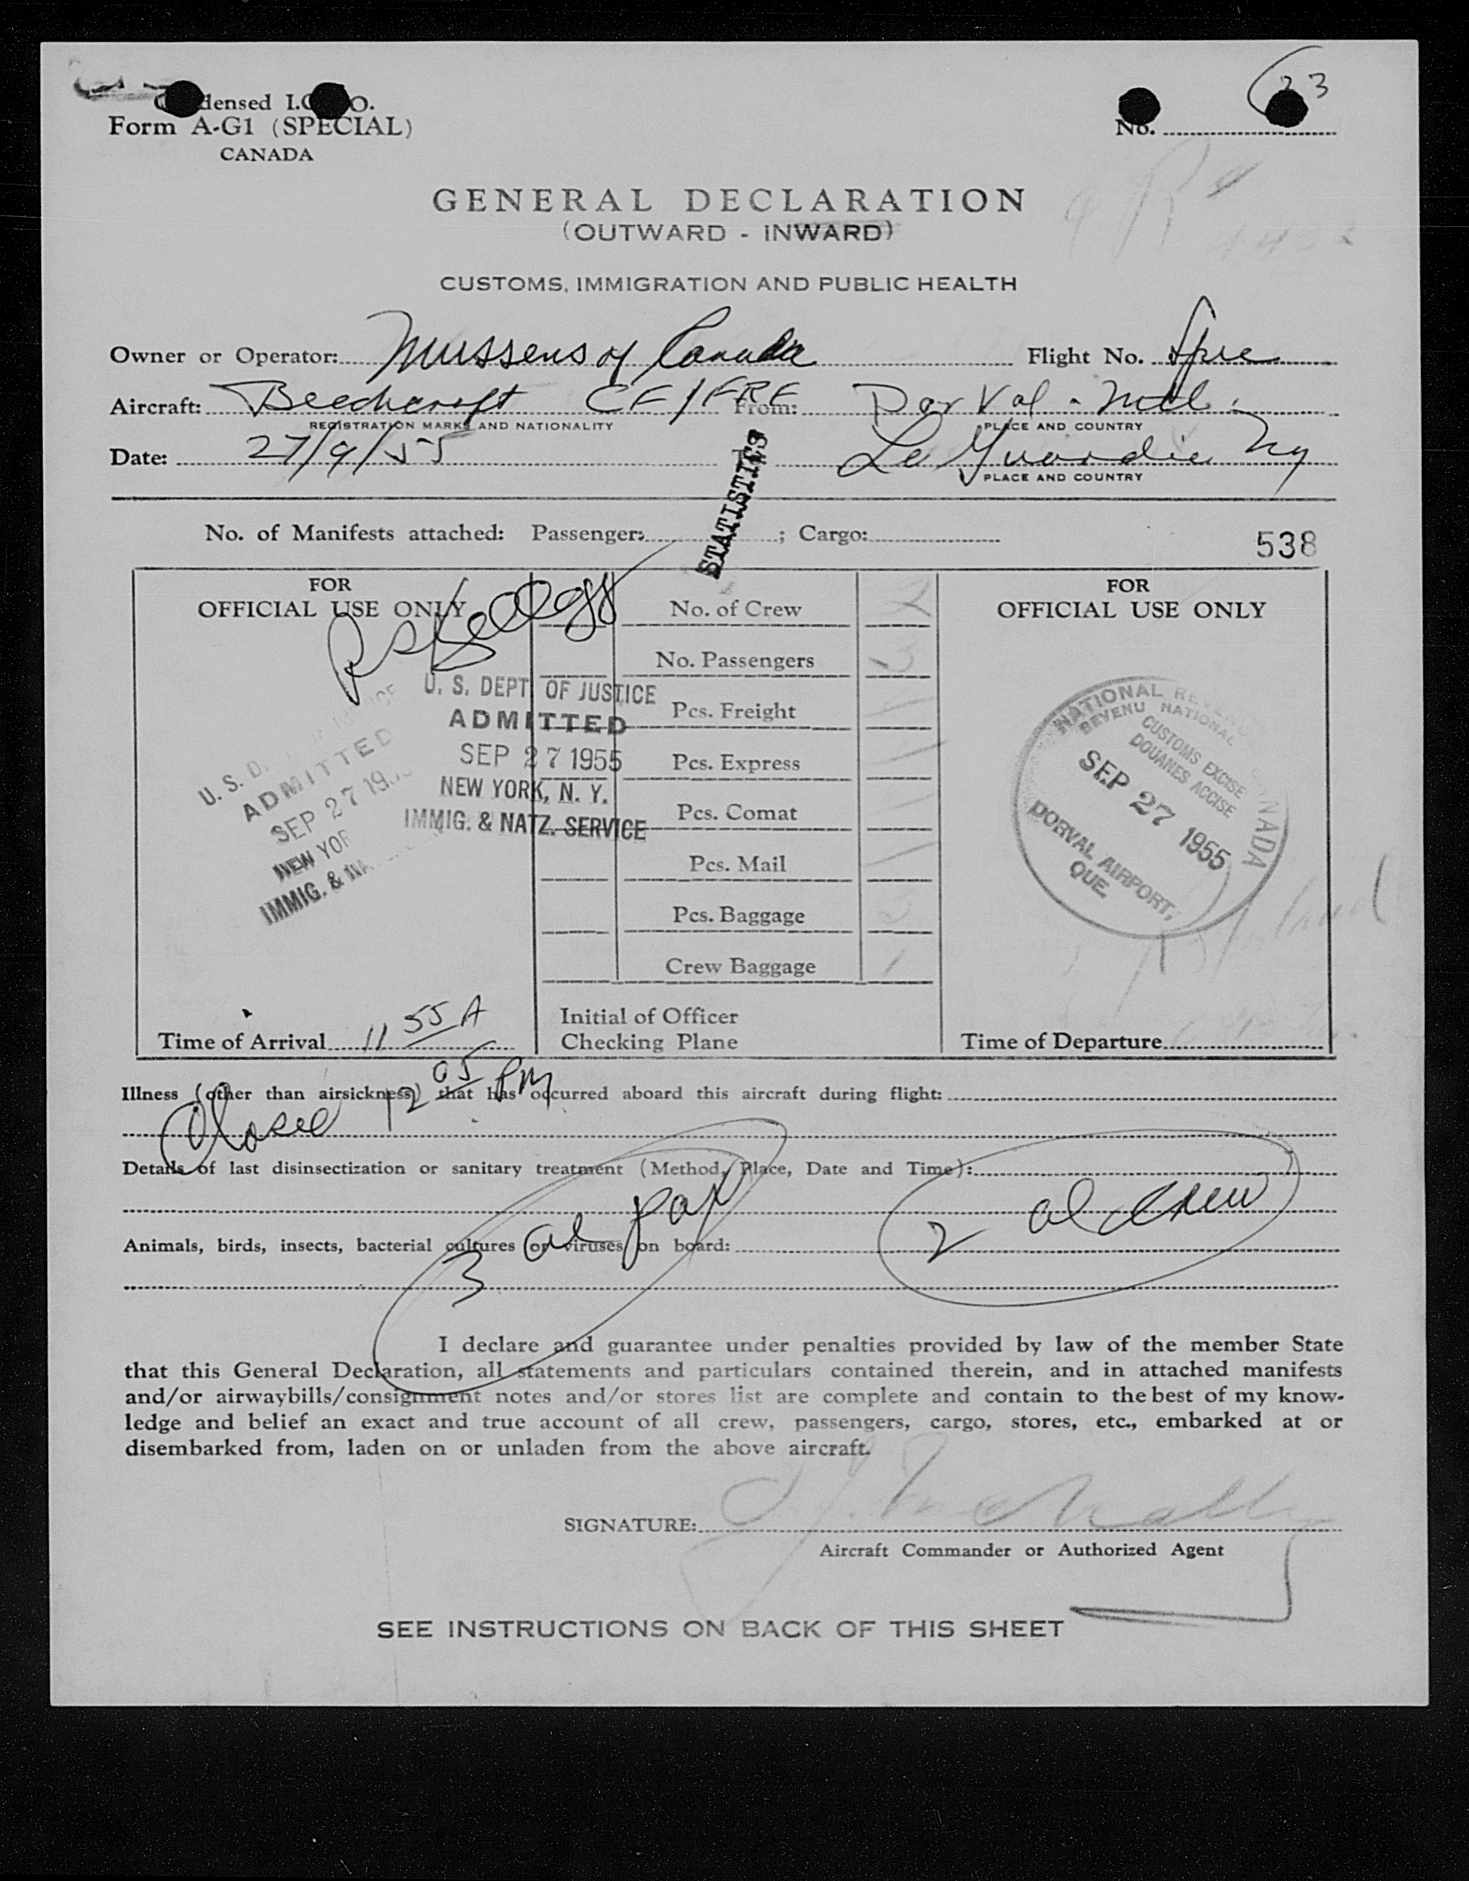 Form A-G1 (SPECIAL)
CANADA
No.
GENERAL DECLARATION
(OUTWARD - INWARD)
CUSTOMS, IMMIGRATION AND PUBLIC HEALTH
Owner or Operator: Mussens of Canada Flight No.
Aircraft: Beechcraft CF/FRF From: Dorval - Mtl.
REGISTRATION MARKS AND NATIONALITY PLACE AND COUNTRY
Date: 27/9/55 La Guardia NY
PLACE AND COUNTRY
STATISTICS
No. of Manifests attached: Passenger: ; Cargo:
538
FOR
OFFICIAL USE ONLY
U. S. DEPT OF JUSTICE
ADMITTED
SEP 27 1955
NEW YORK, N. Y.
IMMIG. & NATZ. SERVICE
U. S. D
ADMITTED
SEP 27 19
NEW YOR
IMMIG. & NA
Time of Arrival 11 55 A
No. of Crew 2
No. Passengers 3
Pcs. Freight
Pcs. Express
Pcs. Comat
Pcs. Mail
Pcs. Baggage
Crew Baggage
Initial of Officer
Checking Plane
FOR
OFFICIAL USE ONLY
NATIONAL REVENUE CANADA
REVENU NATIONAL
CUSTOMS EXCISE
DOUANES ACCISE
SEP 27 1955
DORVAL AIRPORT,
QUE.
Time of Departure
Illness (other than airsickness) that has occurred aboard this aircraft during flight:
Closed 12 05 PM
Details of last disinsectization or sanitary treatment (Method, Place, Date and Time):
3 al pax 2 al crew
Animals, birds, insects, bacterial cultures or viruses on board:
I declare and guarantee under penalties provided by law of the member State
that this General Declaration, all statements and particulars contained therein, and in attached manifests
and/or airwaybills/consignment notes and/or stores list are complete and contain to the best of my know-
ledge and belief an exact and true account of all crew, passengers, cargo, stores, etc., embarked at or
disembarked from, laden on or unladen from the above aircraft.
SIGNATURE: McNally
Aircraft Commander or Authorized Agent
SEE INSTRUCTIONS ON BACK OF THIS SHEET